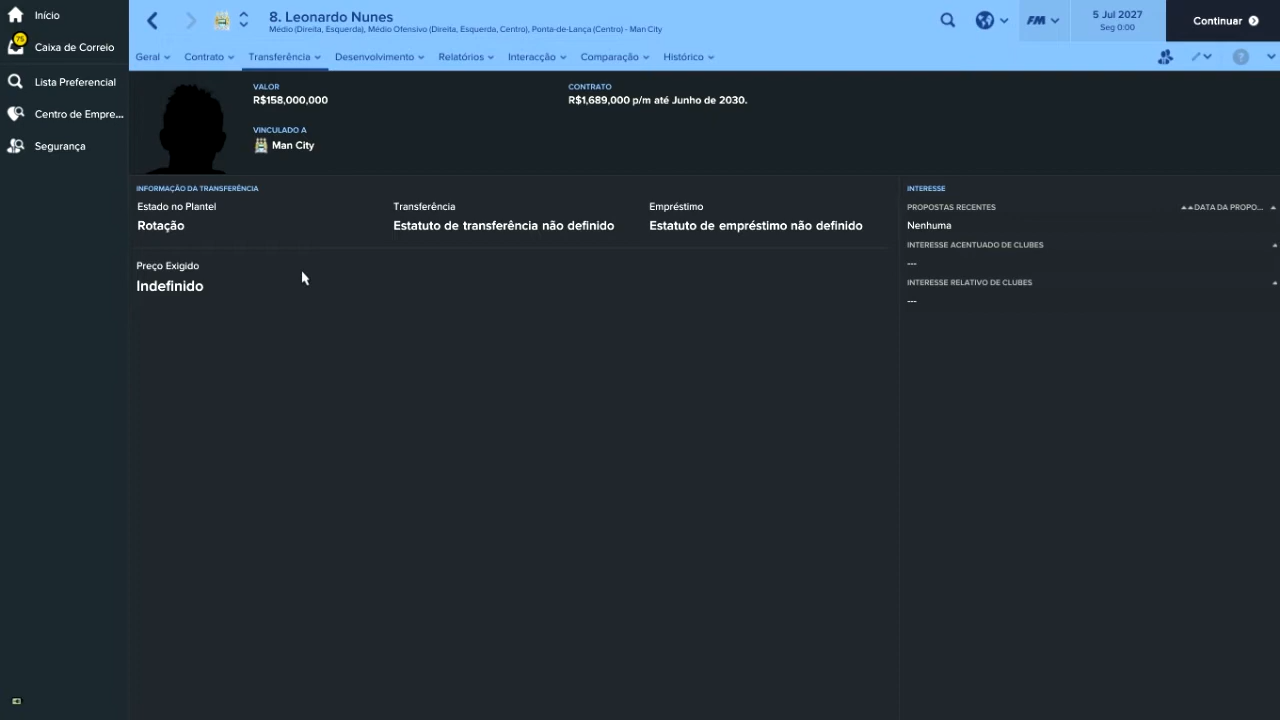 Início
75
Caixa de Correio
Lista Preferencial
Centro de Empre...
Segurança
8. Leonardo Nunes
Médio (Direita, Esquerda), Médio Ofensivo (Direita, Esquerda, Centro), Ponta-de-Lança (Centro) - Man City
FM
5 Jul 2027
Seg 0:00
Continuar
Geral
Contrato
Transferência
Desenvolvimento
Relatórios
Interacção
Comparação
Histórico
?
VALOR
R$158,000,000
CONTRATO
R$1,689,000 p/m até Junho de 2030.
VINCULADO A
Man City
INFORMAÇÃO DA TRANSFERÊNCIA
Estado no Plantel
Rotação
Transferência
Estatuto de transferência não definido
Empréstimo
Estatuto de empréstimo não definido
Preço Exigido
Indefinido
INTERESSE
PROPOSTAS RECENTES
DATA DA PROPO...
Nenhuma
INTERESSE ACENTUADO DE CLUBES
---
INTERESSE RELATIVO DE CLUBES
---